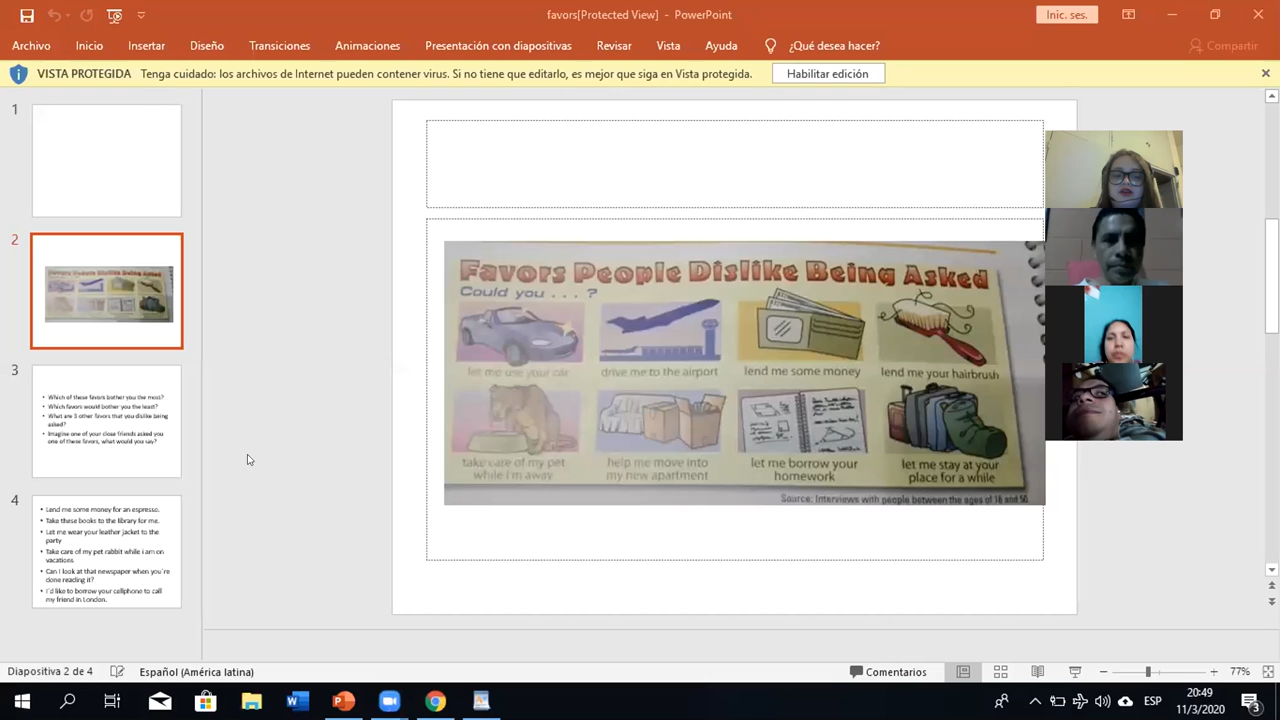 favors[Protected View] - PowerPoint
Inic. ses.
Archivo Inicio Insertar Diseño Transiciones Animaciones Presentación con diapositivas Revisar Vista Ayuda ¿Qué desea hacer? Compartir
VISTA PROTEGIDA Tenga cuidado: los archivos de Internet pueden contener virus. Si no tiene que editarlo, es mejor que siga en Vista protegida. Habilitar edición
1
2
Favors People Dislike Being Asked
3
• Which of these favors bother you the most?
• Which favors would bother you the least?
• What are 3 other favors that you dislike being
asked?
• Imagine one of your close friends asked you
one of these favors, what would you say?
4
• Lend me some money for an espresso.
• Take these books to the library for me.
• Let me wear your leather jacket to the
party
• Take care of my pet rabbit while i am on
vacations
• Can I look at that newspaper when you´re
done reading it?
• I´d like to borrow your cellphone to call
my friend in London.
Favors People Dislike Being Asked
Could you . . . ?
let me use your car
drive me to the airport
lend me some money
lend me your hairbrush
take care of my pet
while i'm away
help me move into
my new apartment
let me borrow your
homework
let me stay at your
place for a while
Source: Interviews with people between the ages of 16 and 50
Diapositiva 2 de 4 Español (América latina) Comentarios 77%
ESP
20:49
11/3/2020
3